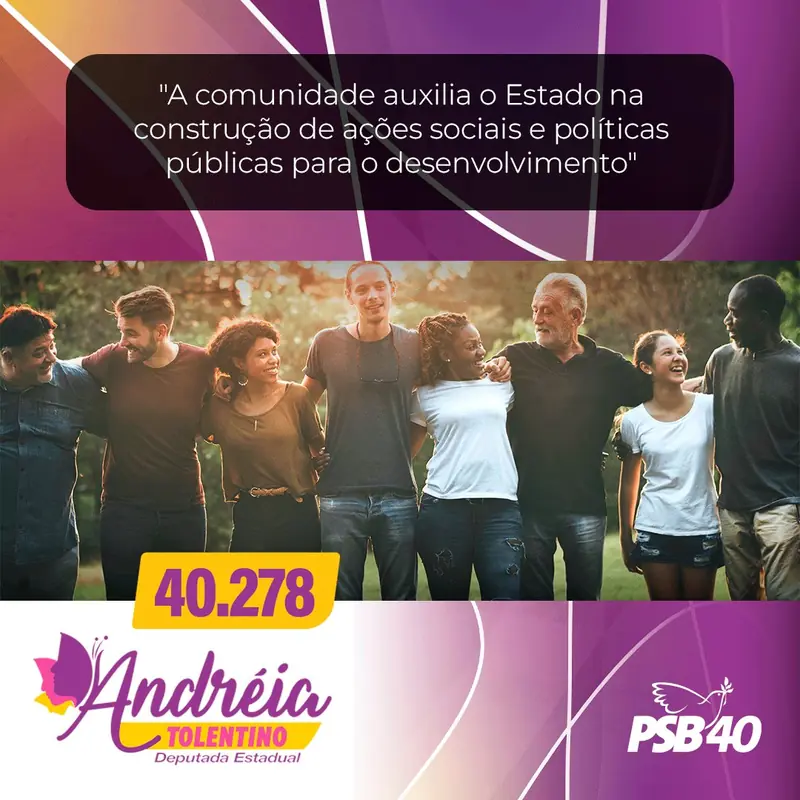 "A comunidade auxilia o Estado na
construção de ações sociais e políticas
públicas para o desenvolvimento"
40.278
Andréia
TOLENTINO
Deputada Estadual
PSB 40